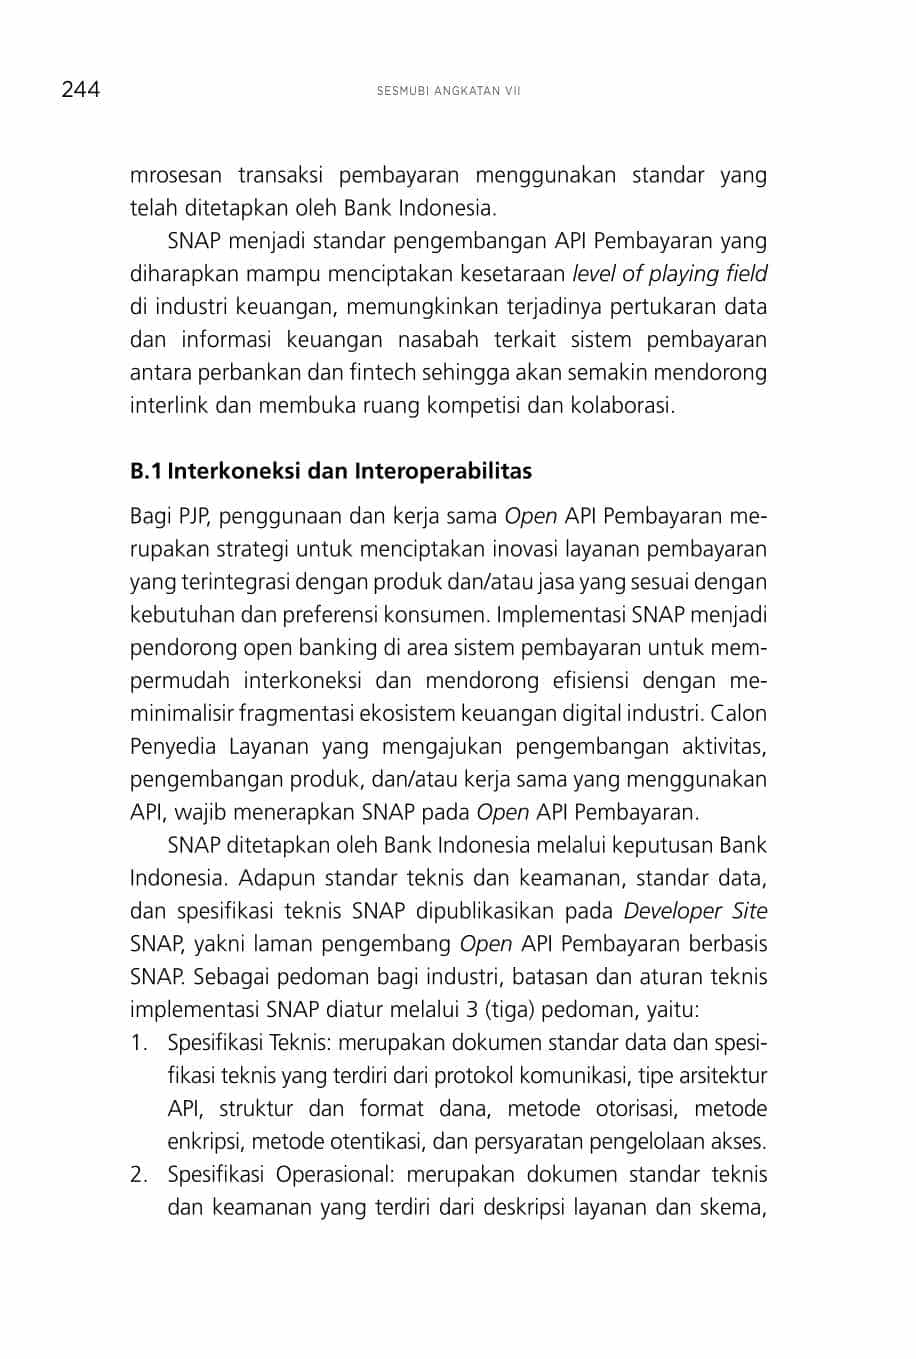 244
SESMUBI ANGKATAN VII
mrosesan transaksi pembayaran menggunakan standar yang
telah ditetapkan oleh Bank Indonesia.
SNAP menjadi standar pengembangan API Pembayaran yang
diharapkan mampu menciptakan kesetaraan level of playing field
di industri keuangan, memungkinkan terjadinya pertukaran data
dan informasi keuangan nasabah terkait sistem pembayaran
antara perbankan dan fintech sehingga akan semakin mendorong
interlink dan membuka ruang kompetisi dan kolaborasi.
B.1 Interkoneksi dan Interoperabilitas
Bagi PJP, penggunaan dan kerja sama Open API Pembayaran me-
rupakan strategi untuk menciptakan inovasi layanan pembayaran
yang terintegrasi dengan produk dan/atau jasa yang sesuai dengan
kebutuhan dan preferensi konsumen. Implementasi SNAP menjadi
pendorong open banking di area sistem pembayaran untuk mem-
permudah interkoneksi dan mendorong efisiensi dengan me-
minimalisir fragmentasi ekosistem keuangan digital industri. Calon
Penyedia Layanan yang mengajukan pengembangan aktivitas,
pengembangan produk, dan/atau kerja sama yang menggunakan
API, wajib menerapkan SNAP pada Open API Pembayaran.
SNAP ditetapkan oleh Bank Indonesia melalui keputusan Bank
Indonesia. Adapun standar teknis dan keamanan, standar data,
dan spesifikasi teknis SNAP dipublikasikan pada Developer Site
SNAP, yakni laman pengembang Open API Pembayaran berbasis
SNAP. Sebagai pedoman bagi industri, batasan dan aturan teknis
implementasi SNAP diatur melalui 3 (tiga) pedoman, yaitu:
1. Spesifikasi Teknis: merupakan dokumen standar data dan spesi-
fikasi teknis yang terdiri dari protokol komunikasi, tipe arsitektur
API, struktur dan format dana, metode otorisasi, metode
enkripsi, metode otentikasi, dan persyaratan pengelolaan akses.
2. Spesifikasi Operasional: merupakan dokumen standar teknis
dan keamanan yang terdiri dari deskripsi layanan dan skema,